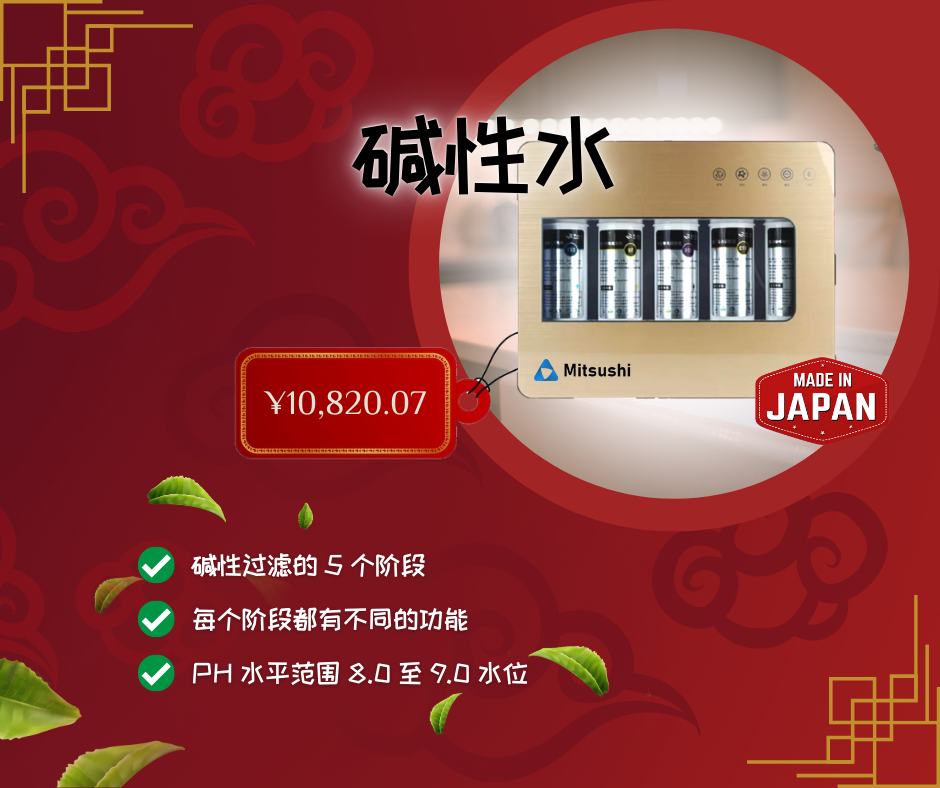 碱性水
Mitsushi
MADE IN
JAPAN
¥10,820.07
碱性过滤的 5 个阶段
每个阶段都有不同的功能
PH 水平范围 8.0 至 9.0 水位